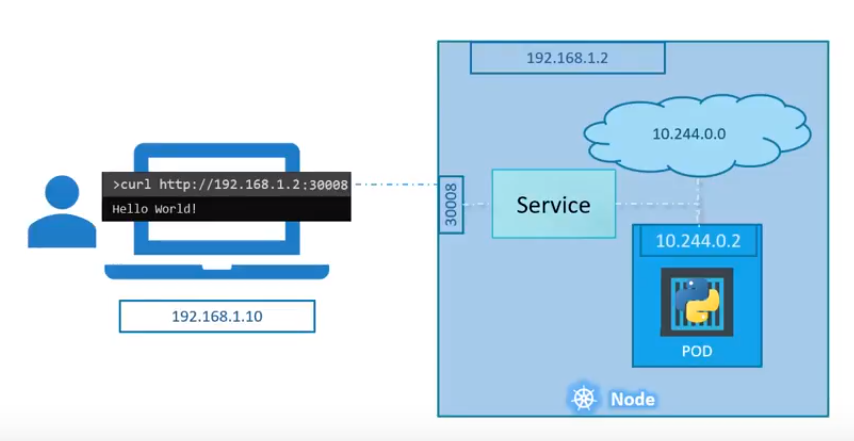 >curl http://192.168.1.2:30008
Hello World!
192.168.1.10
192.168.1.2
10.244.0.0
30008
Service
10.244.0.2
POD
Node